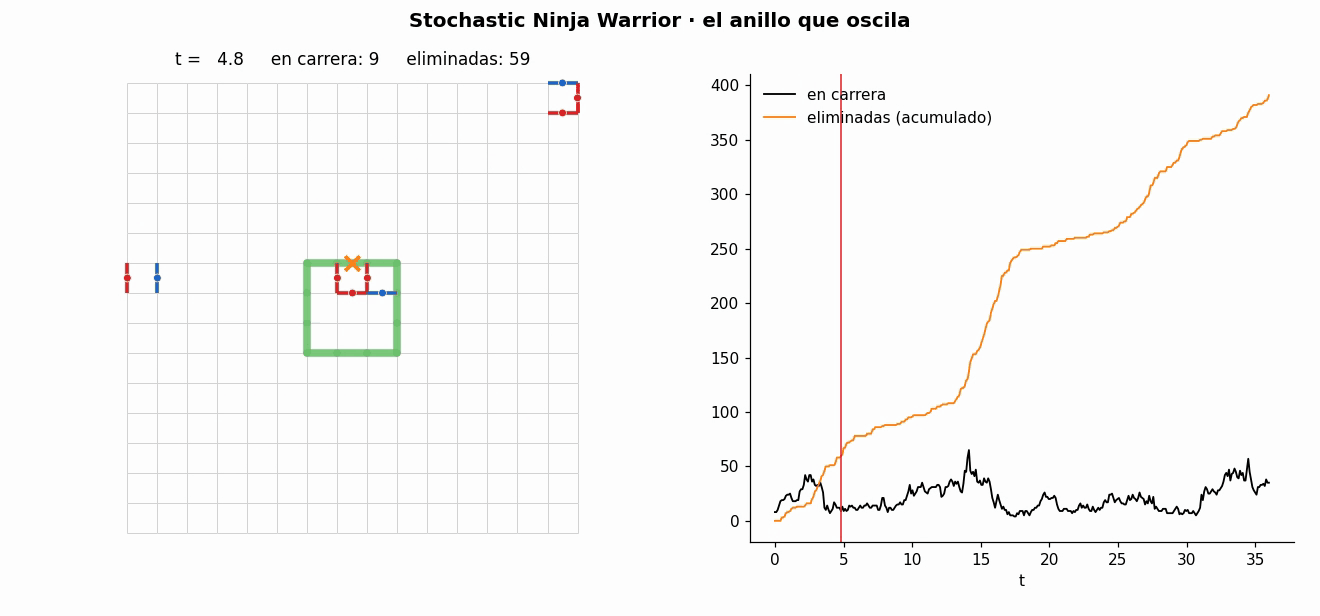 Stochastic Ninja Warrior · el anillo que oscila
t = 4.8 en carrera: 9 eliminadas: 59
en carrera
eliminadas (acumulado)
400
350
300
250
200
150
100
50
0
0 5 10 15 20 25 30 35
t